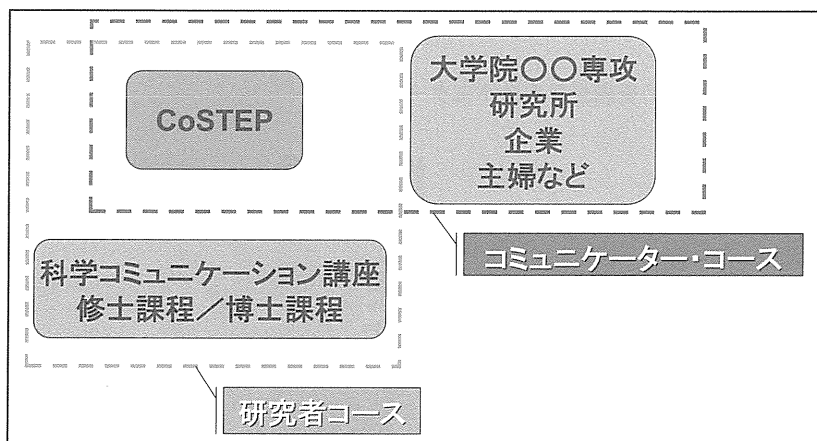 CoSTEP
大学院〇〇専攻
研究所
企業
主婦など
コミュニケーター・コース
科学コミュニケーション講座
修士課程／博士課程
研究者コース